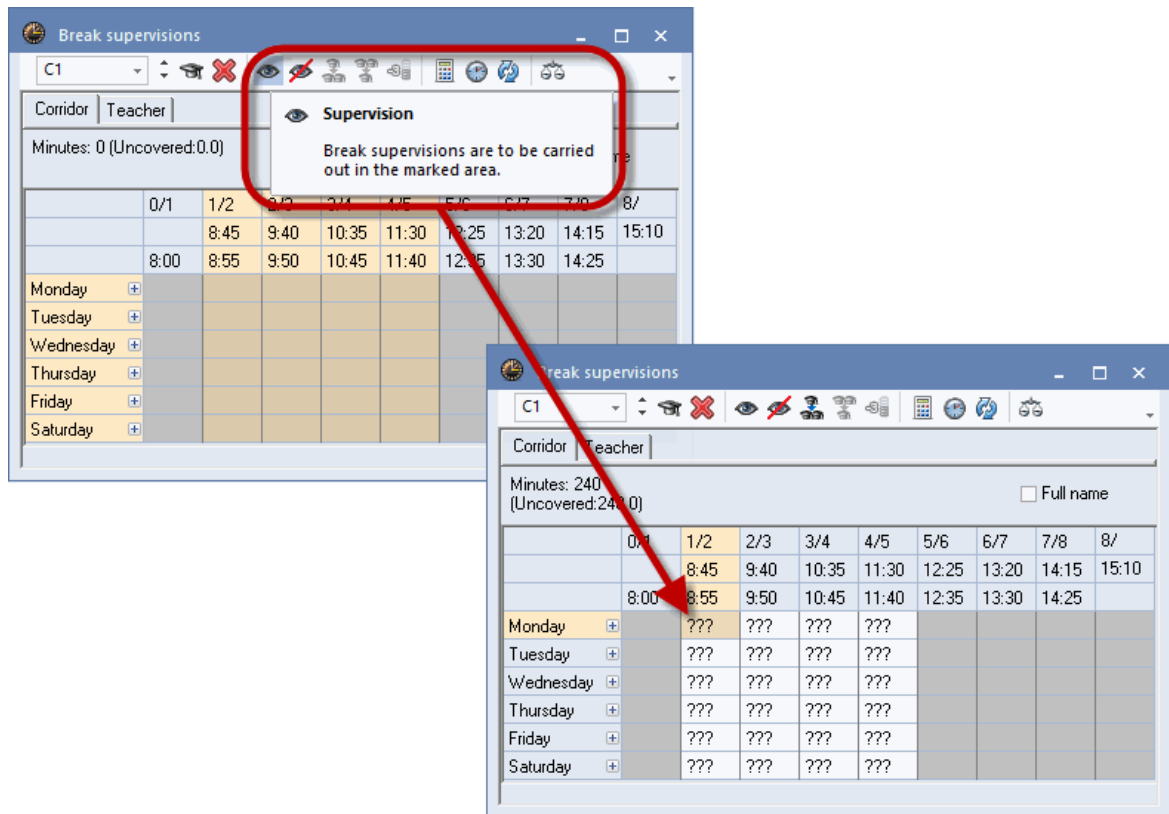 Break supervisions
C1
Corridor Teacher
Minutes: 0 (Uncovered:0.0)
Supervision
Break supervisions are to be carried
out in the marked area.
0/1 1/2 8/
8:45 9:40 10:35 11:30 13:20 14:15 15:10
8:00 8:55 9:50 10:45 11:40 13:30 14:25
Monday
Tuesday
Wednesday
Thursday
Friday
Saturday
Break supervisions
C1
Corridor Teacher
Minutes: 240
Full name
1/2 2/3 3/4 4/5 5/6 6/7 7/8 8/
8:45 9:40 10:35 11:30 12:25 13:20 14:15 15:10
8:00 8:55 9:50 10:45 11:40 12:35 13:30 14:25
Monday ??? ??? ??? ???
Tuesday ??? ??? ??? ???
Wednesday ??? ??? ??? ???
Thursday ??? ??? ??? ???
Friday ??? ??? ??? ???
Saturday ??? ??? ??? ???